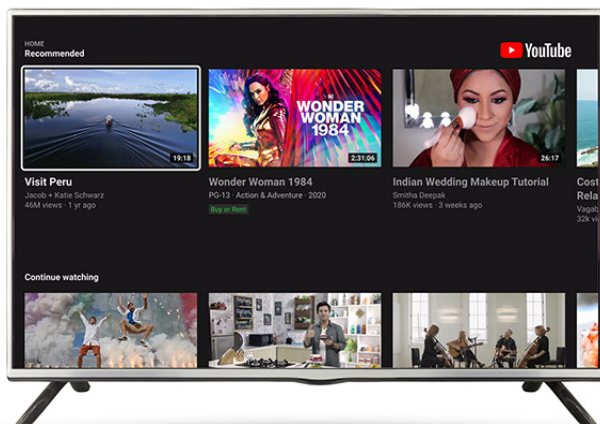 HOME
Recommended
YouTube
19:18
WONDER
WOMAN
1984
2:31:06
26:17
Visit Peru
Jacob + Katie Schwarz
46M views · 1 yr ago
Wonder Woman 1984
PG-13 · Action & Adventure · 2020
Buy or Rent
Indian Wedding Makeup Tutorial
Smitha Deepak
186K views · 3 weeks ago
Cost
Rela
Vagab
32k vi
Continue watching